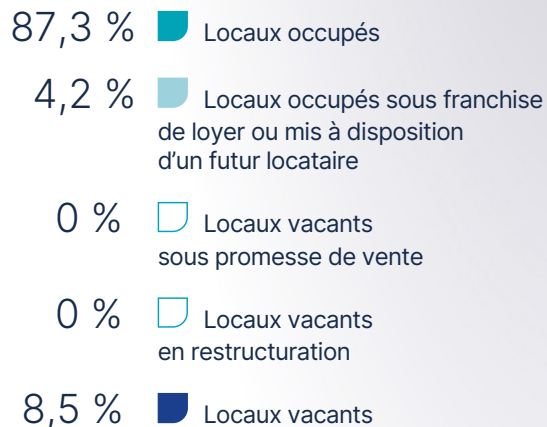 87,3 % Locaux occupés
4,2 % Locaux occupés sous franchise
de loyer ou mis à disposition
d'un futur locataire
0 % Locaux vacants
sous promesse de vente
0 % Locaux vacants
en restructuration
8,5 % Locaux vacants